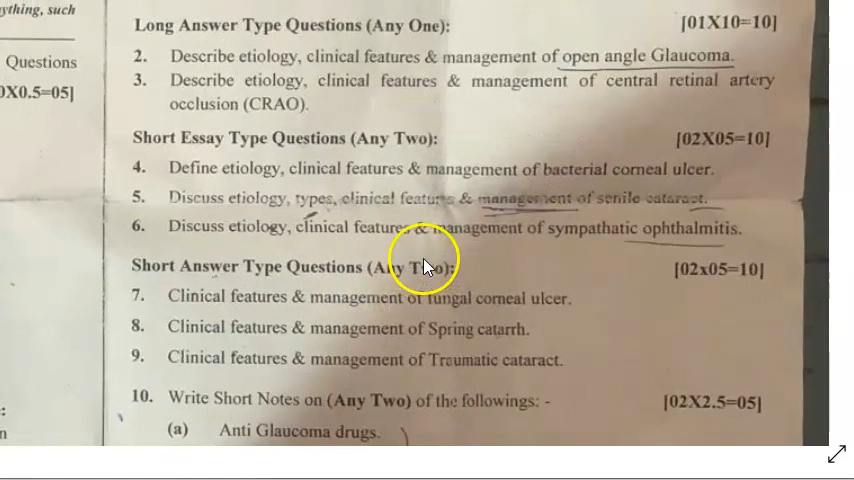 ything, such
Questions
0X0.5=05]
Long Answer Type Questions (Any One): [01X10=10]
2. Describe etiology, clinical features & management of open angle Glaucoma.
3. Describe etiology, clinical features & management of central retinal artery
occlusion (CRAO).
Short Essay Type Questions (Any Two): [02X05=10]
4. Define etiology, clinical features & management of bacterial corneal ulcer.
5. Discuss etiology, types, clinical features & management of senile cataract.
6. Discuss etiology, clinical features & management of sympathatic ophthalmitis.
Short Answer Type Questions (Any Two): [02x05=10]
7. Clinical features & management of fungal corneal ulcer.
8. Clinical features & management of Spring catarrh.
9. Clinical features & management of Traumatic cataract.
10. Write Short Notes on (Any Two) of the followings: - [02X2.5=05]
:
n
(a) Anti Glaucoma drugs.